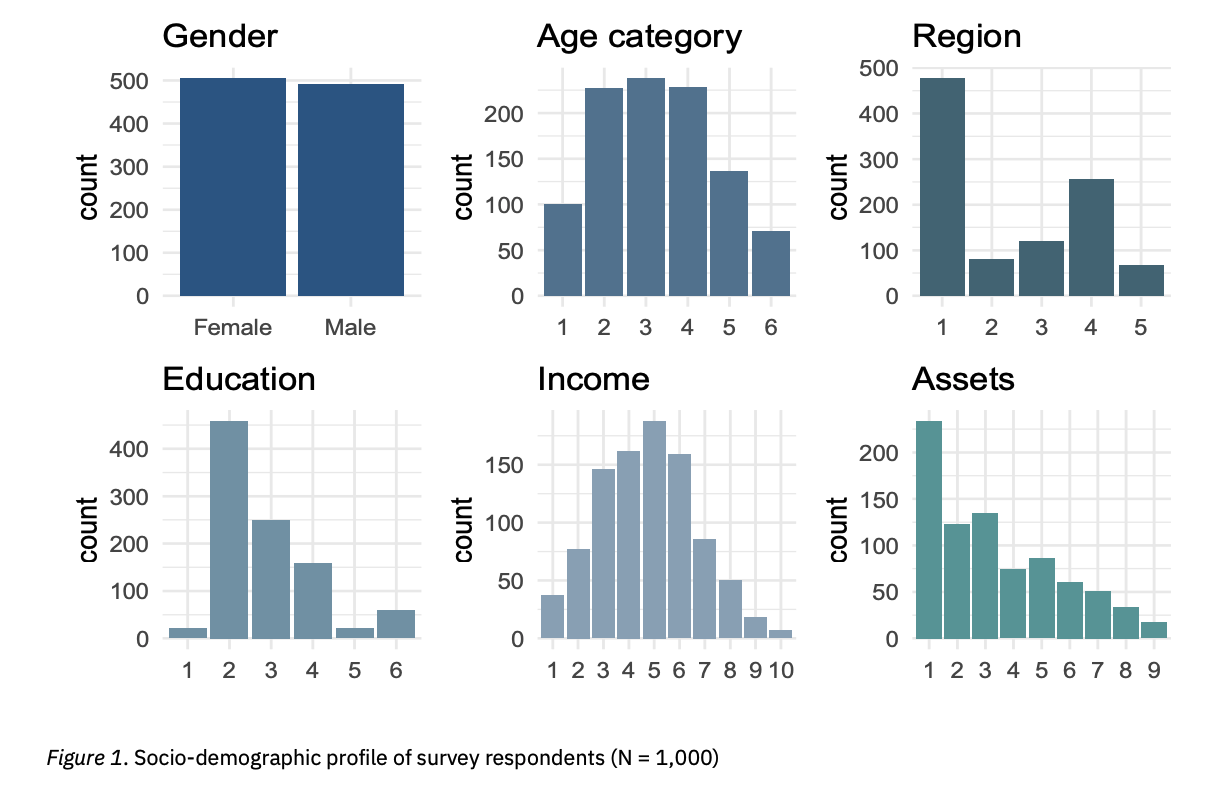 Gender
count
500
400
300
200
100
0
Female Male
Age category
count
200
150
100
50
0
1 2 3 4 5 6
Region
count
500
400
300
200
100
0
1 2 3 4 5
Education
count
400
300
200
100
0
1 2 3 4 5 6
Income
count
150
100
50
0
1 2 3 4 5 6 7 8 9 10
Assets
count
200
150
100
50
0
1 2 3 4 5 6 7 8 9
Figure 1. Socio-demographic profile of survey respondents (N = 1,000)